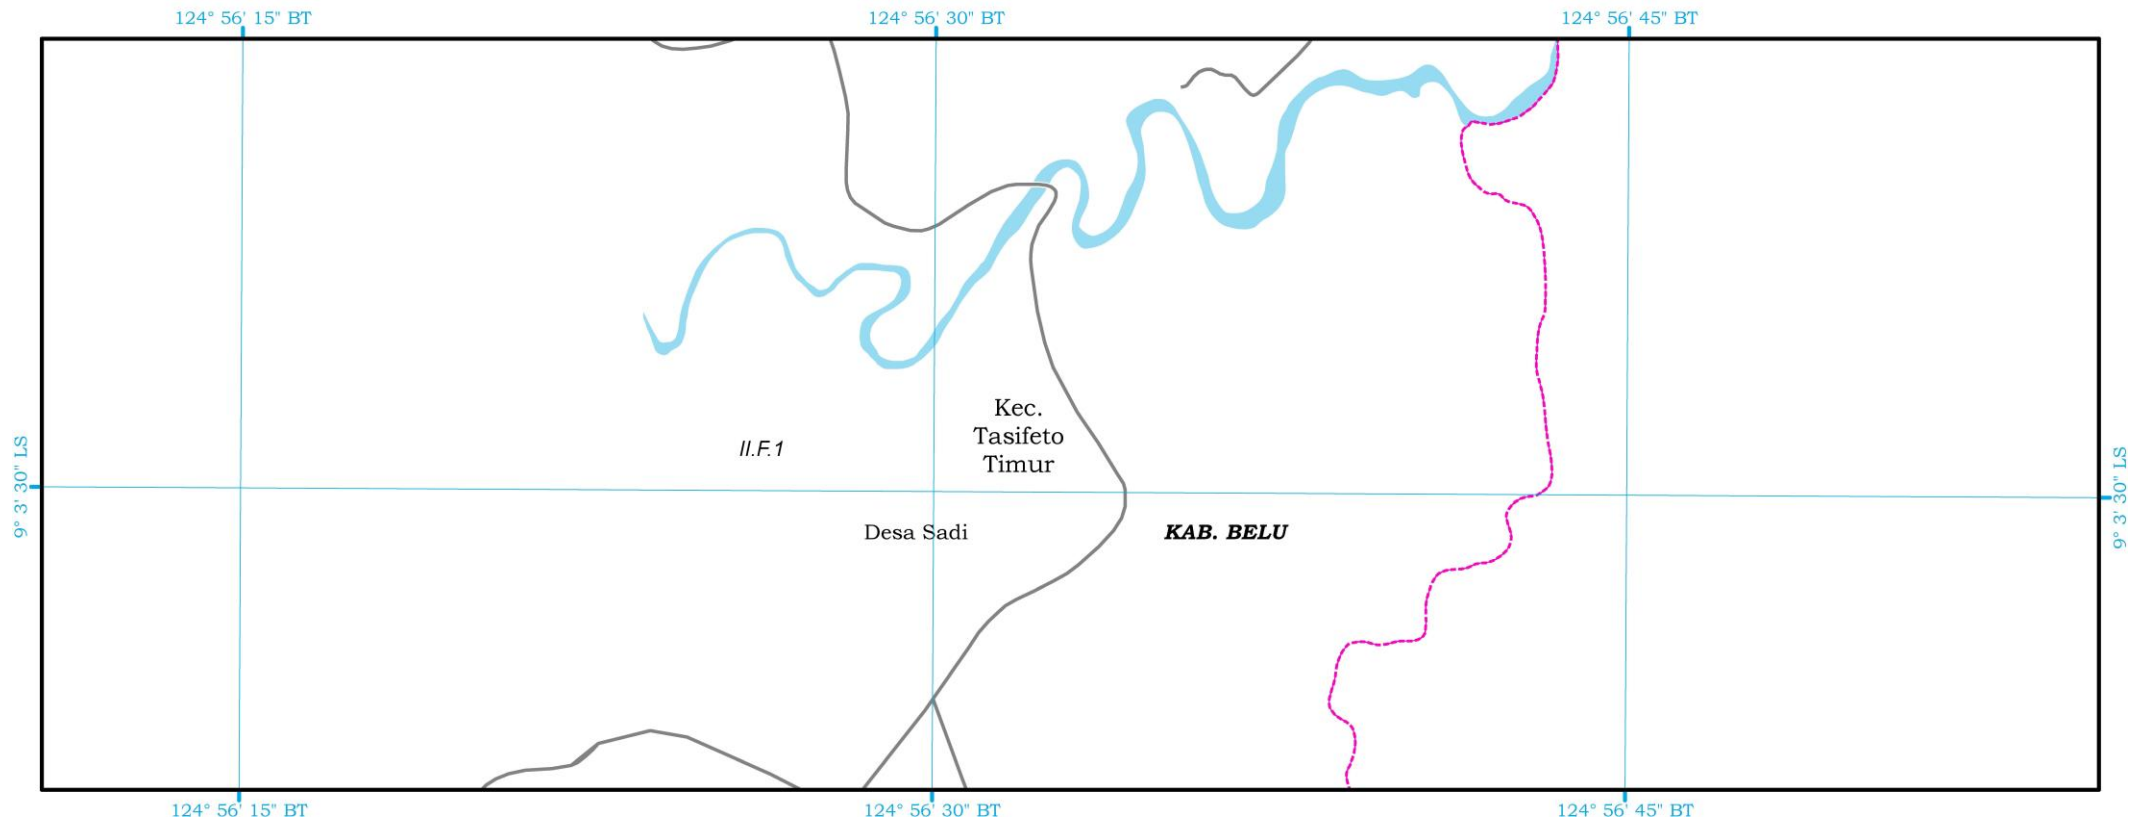 124° 56' 15" BT
124° 56' 30" BT
124° 56' 45" BT
9° 3' 30" LS
Kec.
Tasifeto
Timur
II.F.1
Desa Sadi
KAB. BELU
9° 3' 30" LS
124° 56' 15" BT
124° 56' 30" BT
124° 56' 45" BT